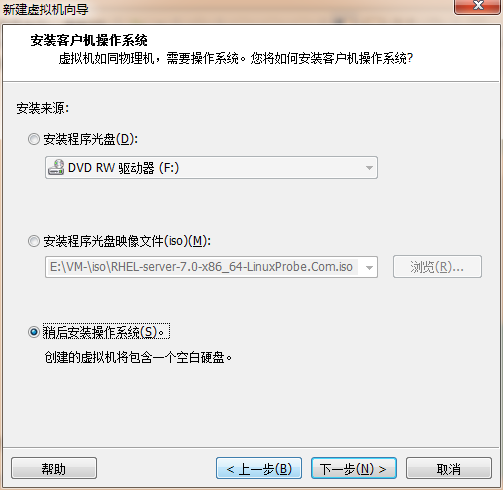 新建虚拟机向导
安装客户机操作系统
虚拟机如同物理机，需要操作系统。您将如何安装客户机操作系统?
安装来源:
安装程序光盘(D):
DVD RW 驱动器 (F:)
安装程序光盘映像文件(iso)(M):
E:\VM-\iso\RHEL-server-7.0-x86_64-LinuxProbe.Com.iso
浏览(R)...
稍后安装操作系统(S)。
创建的虚拟机将包含一个空白硬盘。
帮助
< 上一步(B)
下一步(N) >
取消